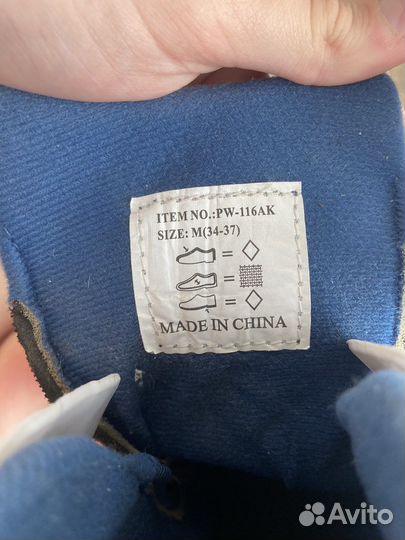 ITEM NO.:PW-116AK
SIZE: M(34-37)
=
=
=
MADE IN CHINA
Avito